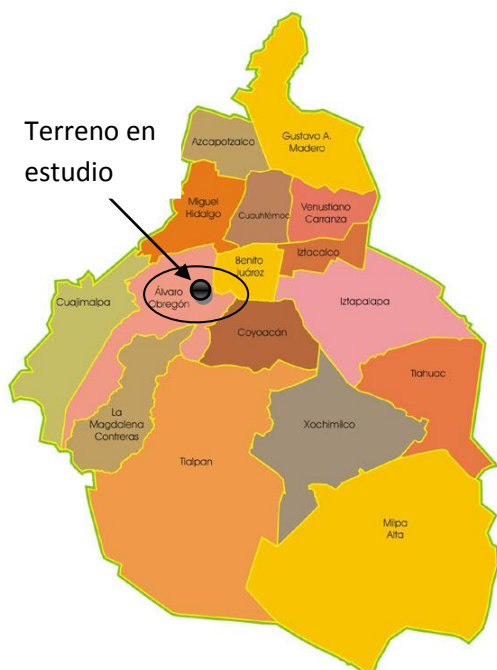 Terreno en
estudio
Azcapotzalco
Gustavo A.
Madero
Miguel
Hidalgo
Cuauhtémoc
Venustiano
Carranza
Iztacalco
Benito
Juárez
Cuajimalpa
Álvaro
Obregón
Iztapalapa
Coyoacán
Tlahuac
La
Magdalena
Contreras
Xochimilco
Tlalpan
Milpa
Alta